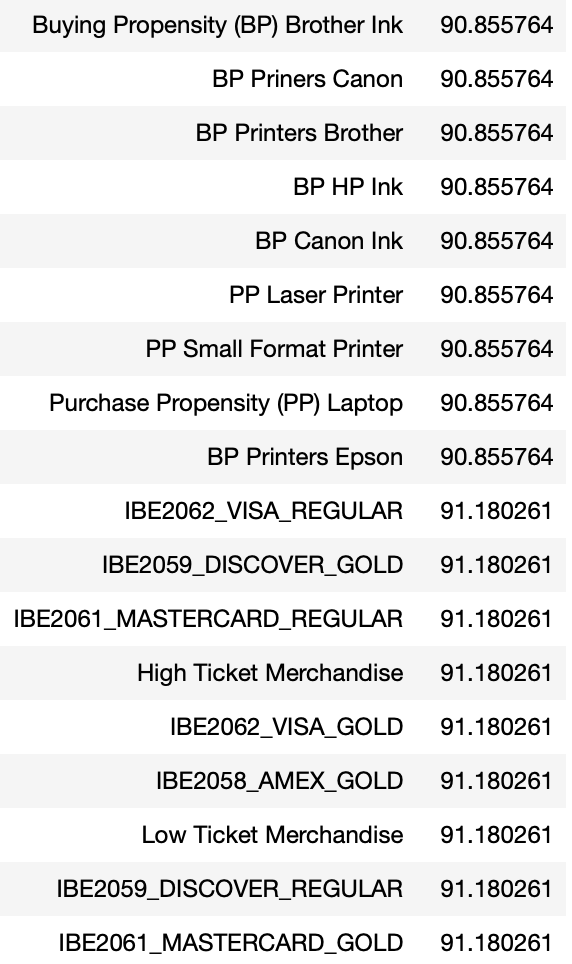 Buying Propensity (BP) Brother Ink 90.855764
BP Priners Canon 90.855764
BP Printers Brother 90.855764
BP HP Ink 90.855764
BP Canon Ink 90.855764
PP Laser Printer 90.855764
PP Small Format Printer 90.855764
Purchase Propensity (PP) Laptop 90.855764
BP Printers Epson 90.855764
IBE2062_VISA_REGULAR 91.180261
IBE2059_DISCOVER_GOLD 91.180261
IBE2061_MASTERCARD_REGULAR 91.180261
High Ticket Merchandise 91.180261
IBE2062_VISA_GOLD 91.180261
IBE2058_AMEX_GOLD 91.180261
Low Ticket Merchandise 91.180261
IBE2059_DISCOVER_REGULAR 91.180261
IBE2061_MASTERCARD_GOLD 91.180261